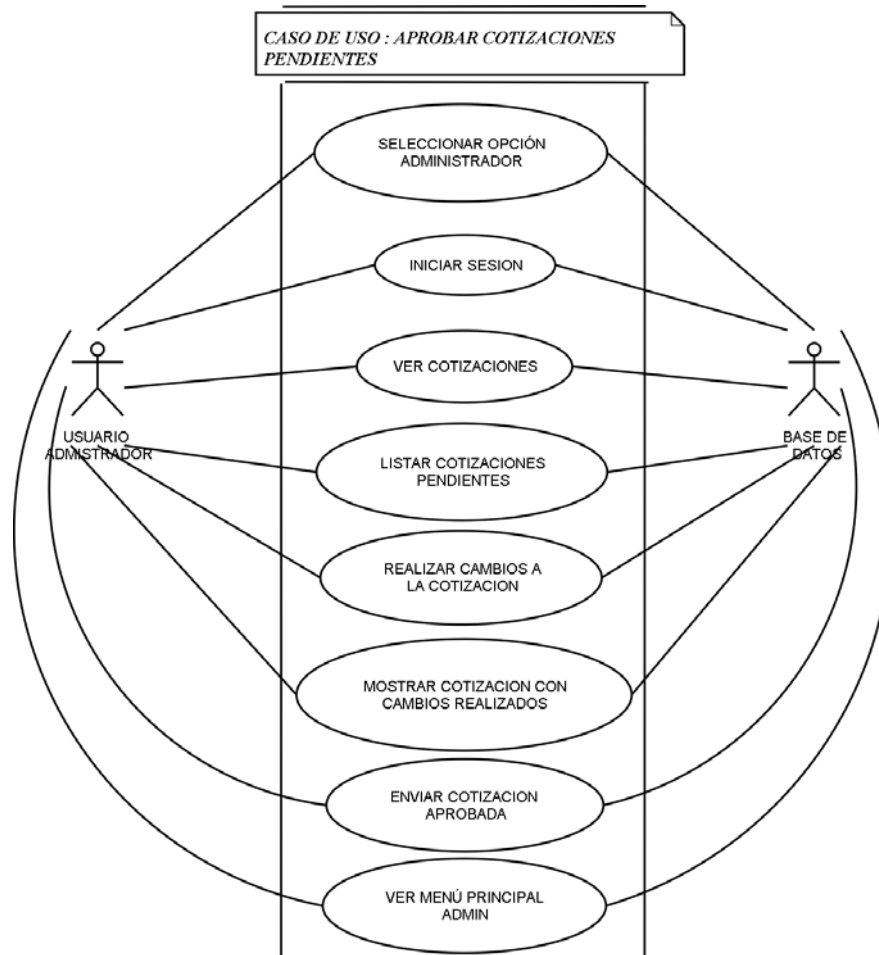 CASO DE USO : APROBAR COTIZACIONES
PENDIENTES
SELECCIONAR OPCIÓN
ADMINISTRADOR
INICIAR SESION
VER COTIZACIONES
USUARIO
ADMISTRADOR
BASE DE
DATOS
LISTAR COTIZACIONES
PENDIENTES
REALIZAR CAMBIOS A
LA COTIZACION
MOSTRAR COTIZACION CON
CAMBIOS REALIZADOS
ENVIAR COTIZACION
APROBADA
VER MENÚ PRINCIPAL
ADMIN